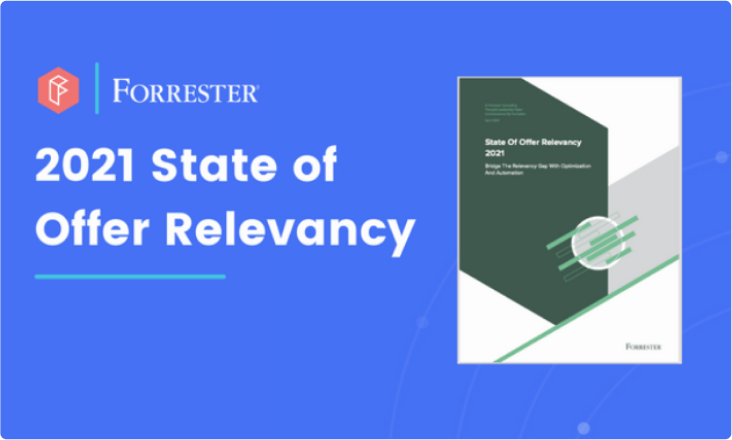 FORRESTER®
2021 State of
Offer Relevancy
State Of Offer Relevancy
2021
Bridge The Relevancy Gap With Optimization
And Automation
FORRESTER